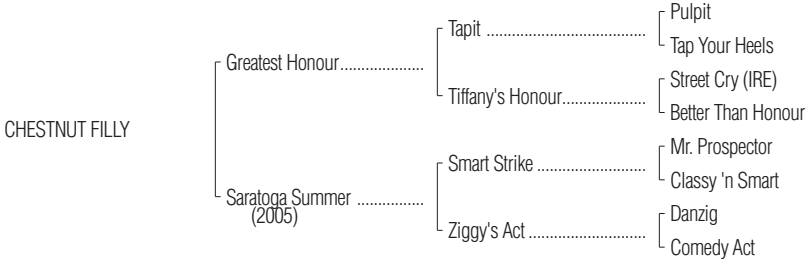 Pulpit
Tapit ......................................
Tap Your Heels
Greatest Honour....................
Street Cry (IRE)
Tiffany's Honour....................
Better Than Honour
CHESTNUT FILLY
Mr. Prospector
Smart Strike ..........................
Classy 'n Smart
Saratoga Summer ................
(2005)
Danzig
Ziggy's Act ............................
Comedy Act